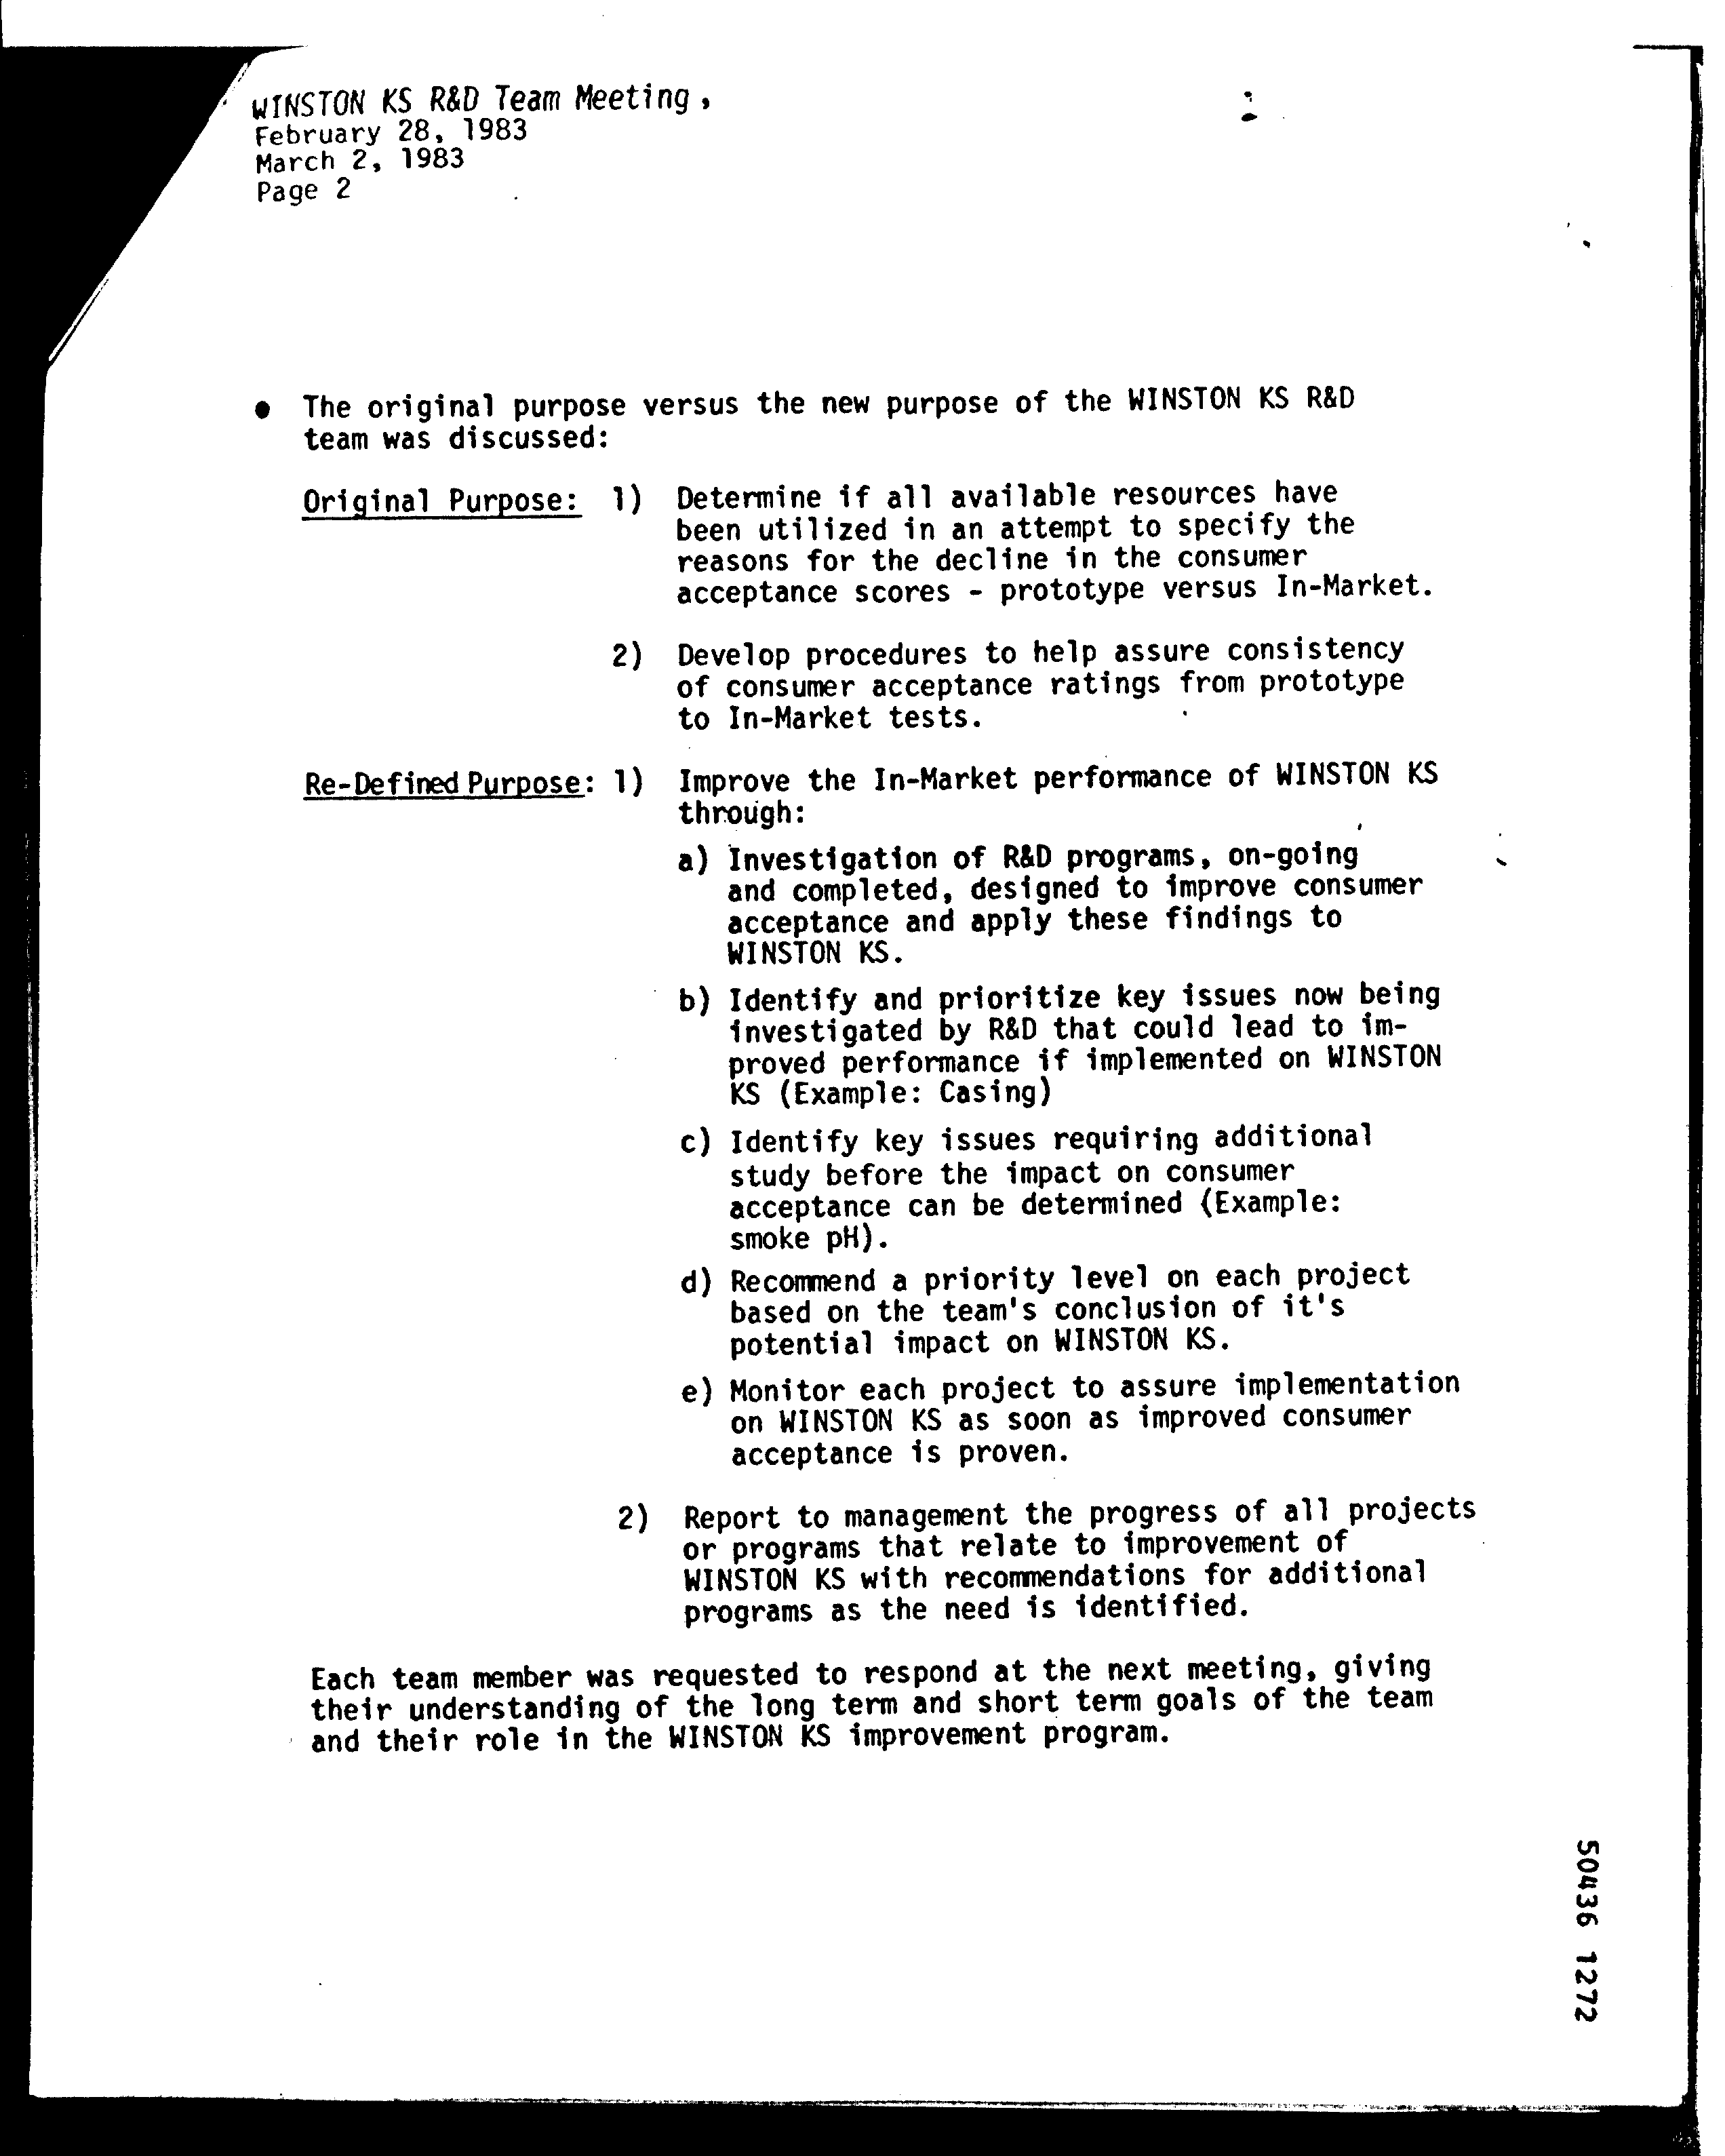 WINSTON KS R&D Team Meeting,
February 28, 1983
March 2, 1983
Page 2
● The original purpose versus the new purpose of the WINSTON KS R&D
team was discussed:
Original Purpose: 1) Determine if all available resources have
been utilized in an attempt to specify the
reasons for the decline in the consumer
acceptance scores - prototype versus In-Market.
2) Develop procedures to help assure consistency
of consumer acceptance ratings from prototype
to In-Market tests.
Re-Defined Purpose: 1) Improve the In-Market performance of WINSTON KS
through:
a) Investigation of R&D programs, on-going
and completed, designed to improve consumer
acceptance and apply these findings to
WINSTON KS.
b) Identify and prioritize key issues now being
investigated by R&D that could lead to im-
proved performance if implemented on WINSTON
KS (Example: Casing)
c) Identify key issues requiring additional
study before the impact on consumer
acceptance can be determined (Example:
smoke pH).
d) Recommend a priority level on each project
based on the team's conclusion of it's
potential impact on WINSTON KS.
e) Monitor each project to assure implementation
on WINSTON KS as soon as improved consumer
acceptance is proven.
2) Report to management the progress of all projects
or programs that relate to improvement of
WINSTON KS with recommendations for additional
programs as the need is identified.
Each team member was requested to respond at the next meeting, giving
their understanding of the long term and short term goals of the team
and their role in the WINSTON KS improvement program.
50436 1272